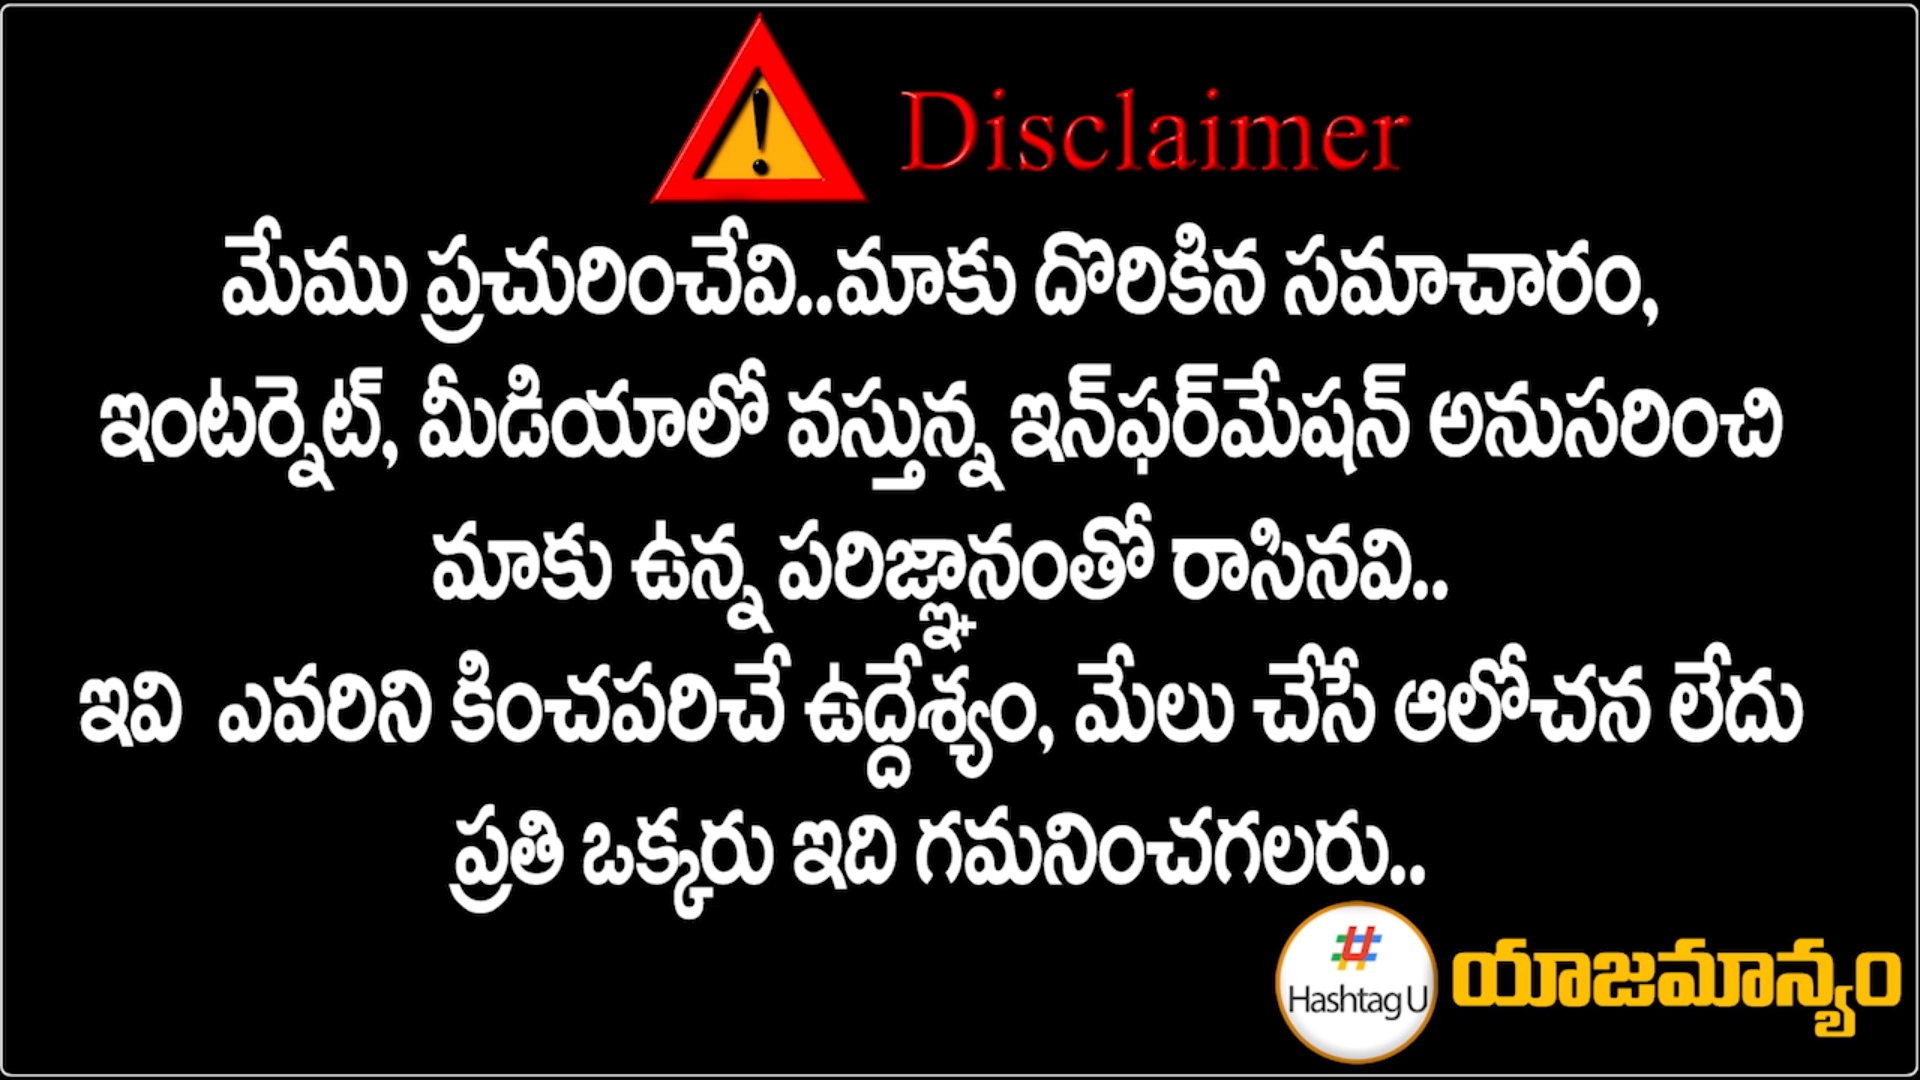 Disclaimer
మేము ప్రచురించేవి..మాకు దొరికిన సమాచారం,
ఇంటర్నెట్, మీడియాలో వస్తున్న ఇన్‌ఫర్‌మేషన్ అనుసరించి
మాకు ఉన్న పరిజ్ఞానంతో రాసినవి..
ఇవి ఎవరిని కించపరిచే ఉద్దేశ్యం, మేలు చేసే ఆలోచన లేదు
ప్రతి ఒక్కరు ఇది గమనించగలరు..
# Hashtag U యాజమాన్యం